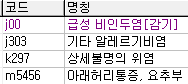 코드 명칭
j00 급성 비인두염[감기]
j303 기타 알레르기비염
k297 상세불명의 위염
m5456 아래허리통증, 요추부